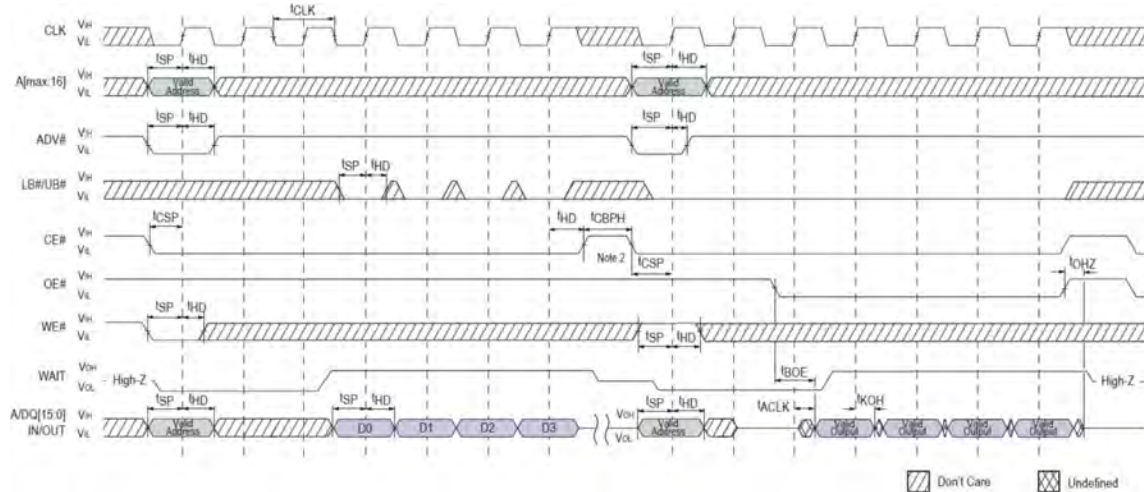 tCLK
CLK VIH
VIL
tSP tHD tSP tHD
A[max:16] VIH Valid Address Valid Address
VIL
tSP tHD tSP tHD
ADV# VIH
VIL
tSP tHD
LB#/UB# VIH
VIL
tCSP tHD tCBPH
CE# VIH
VIL Note 2
tCSP
OE# VIH tOHZ
VIL
tSP tHD
WE# VIH
VIL tSP tHD
WAIT VOH
VOL High-Z tBOE High-Z
tSP tHD tSP tHD tSP tHD tACLK tKOH
A/DQ[15:0] VIH Valid Address D0 D1 D2 D3 VOH Valid Address Valid Output Valid Output Valid Output Valid Output
IN/OUT VIL VOL
Don't Care Undefined